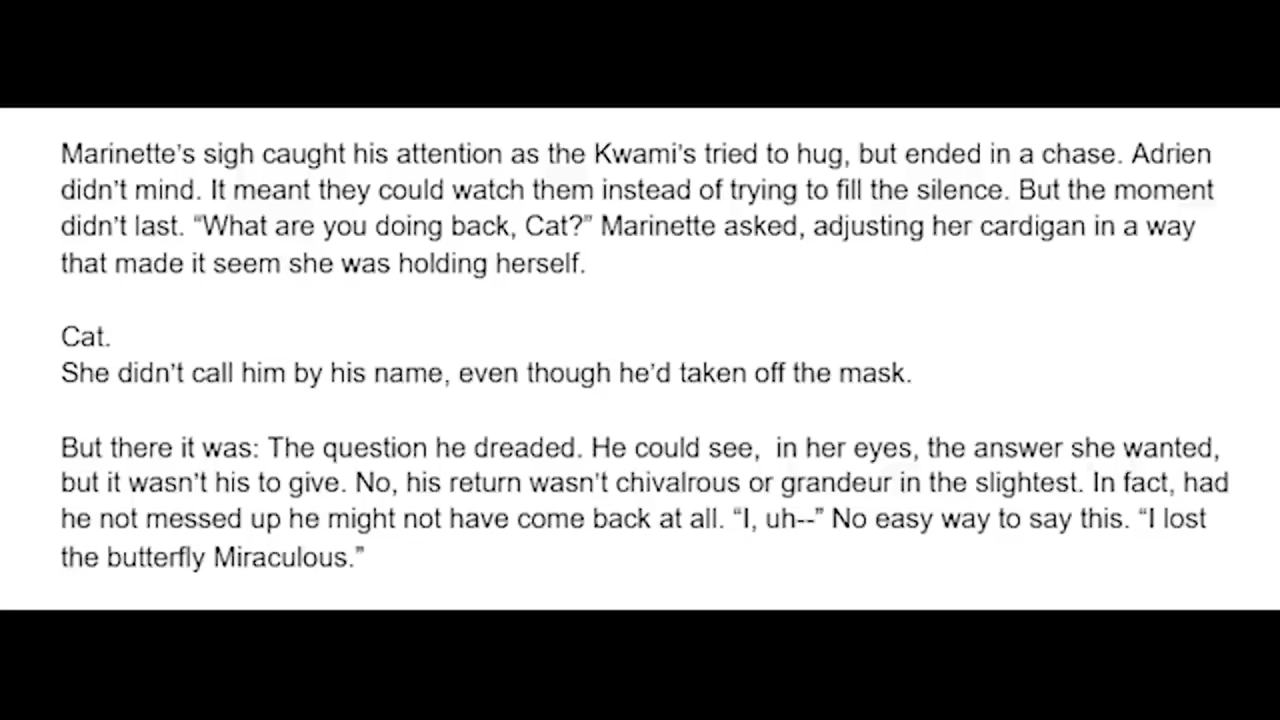 Marinette’s sigh caught his attention as the Kwami’s tried to hug, but ended in a chase. Adrien
didn’t mind. It meant they could watch them instead of trying to fill the silence. But the moment
didn’t last. “What are you doing back, Cat?” Marinette asked, adjusting her cardigan in a way
that made it seem she was holding herself.
Cat.
She didn’t call him by his name, even though he’d taken off the mask.
But there it was: The question he dreaded. He could see,  in her eyes, the answer she wanted,
but it wasn’t his to give. No, his return wasn’t chivalrous or grandeur in the slightest. In fact, had
he not messed up he might not have come back at all. “I, uh--” No easy way to say this. “I lost
the butterfly Miraculous.”